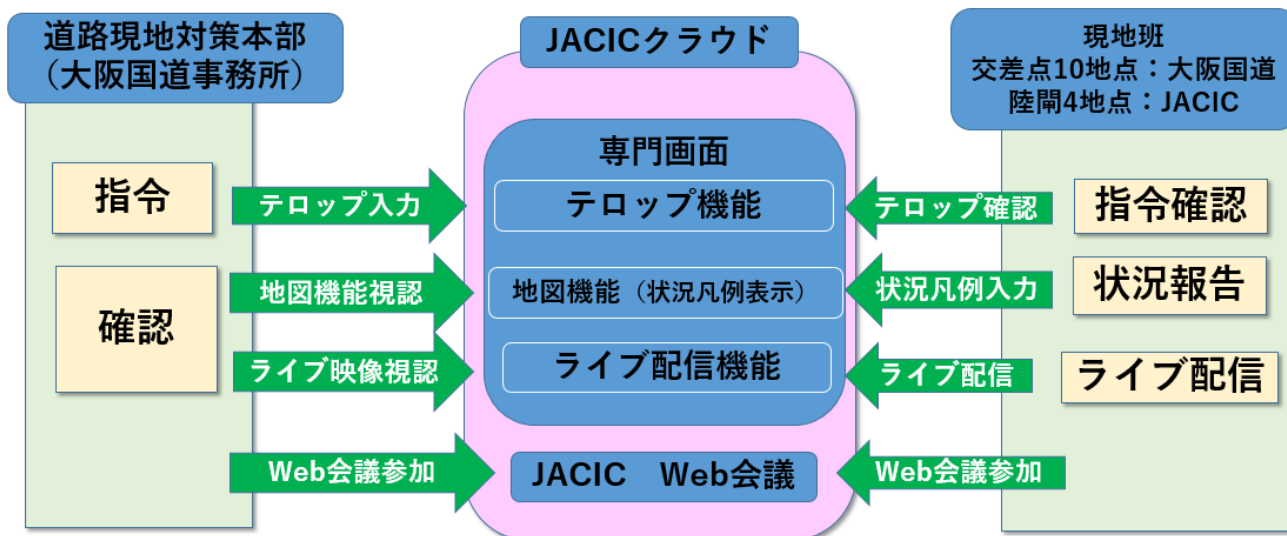 道路現地対策本部
（大阪国道事務所）
指令
確認
テロップ入力
地図機能視認
ライブ映像視認
Web会議参加
JACICクラウド
専門画面
テロップ機能
地図機能（状況凡例表示）
ライブ配信機能
JACIC　Web会議
テロップ確認
状況凡例入力
ライブ配信
Web会議参加
現地班
交差点10地点：大阪国道
陸閘4地点：JACIC
指令確認
状況報告
ライブ配信